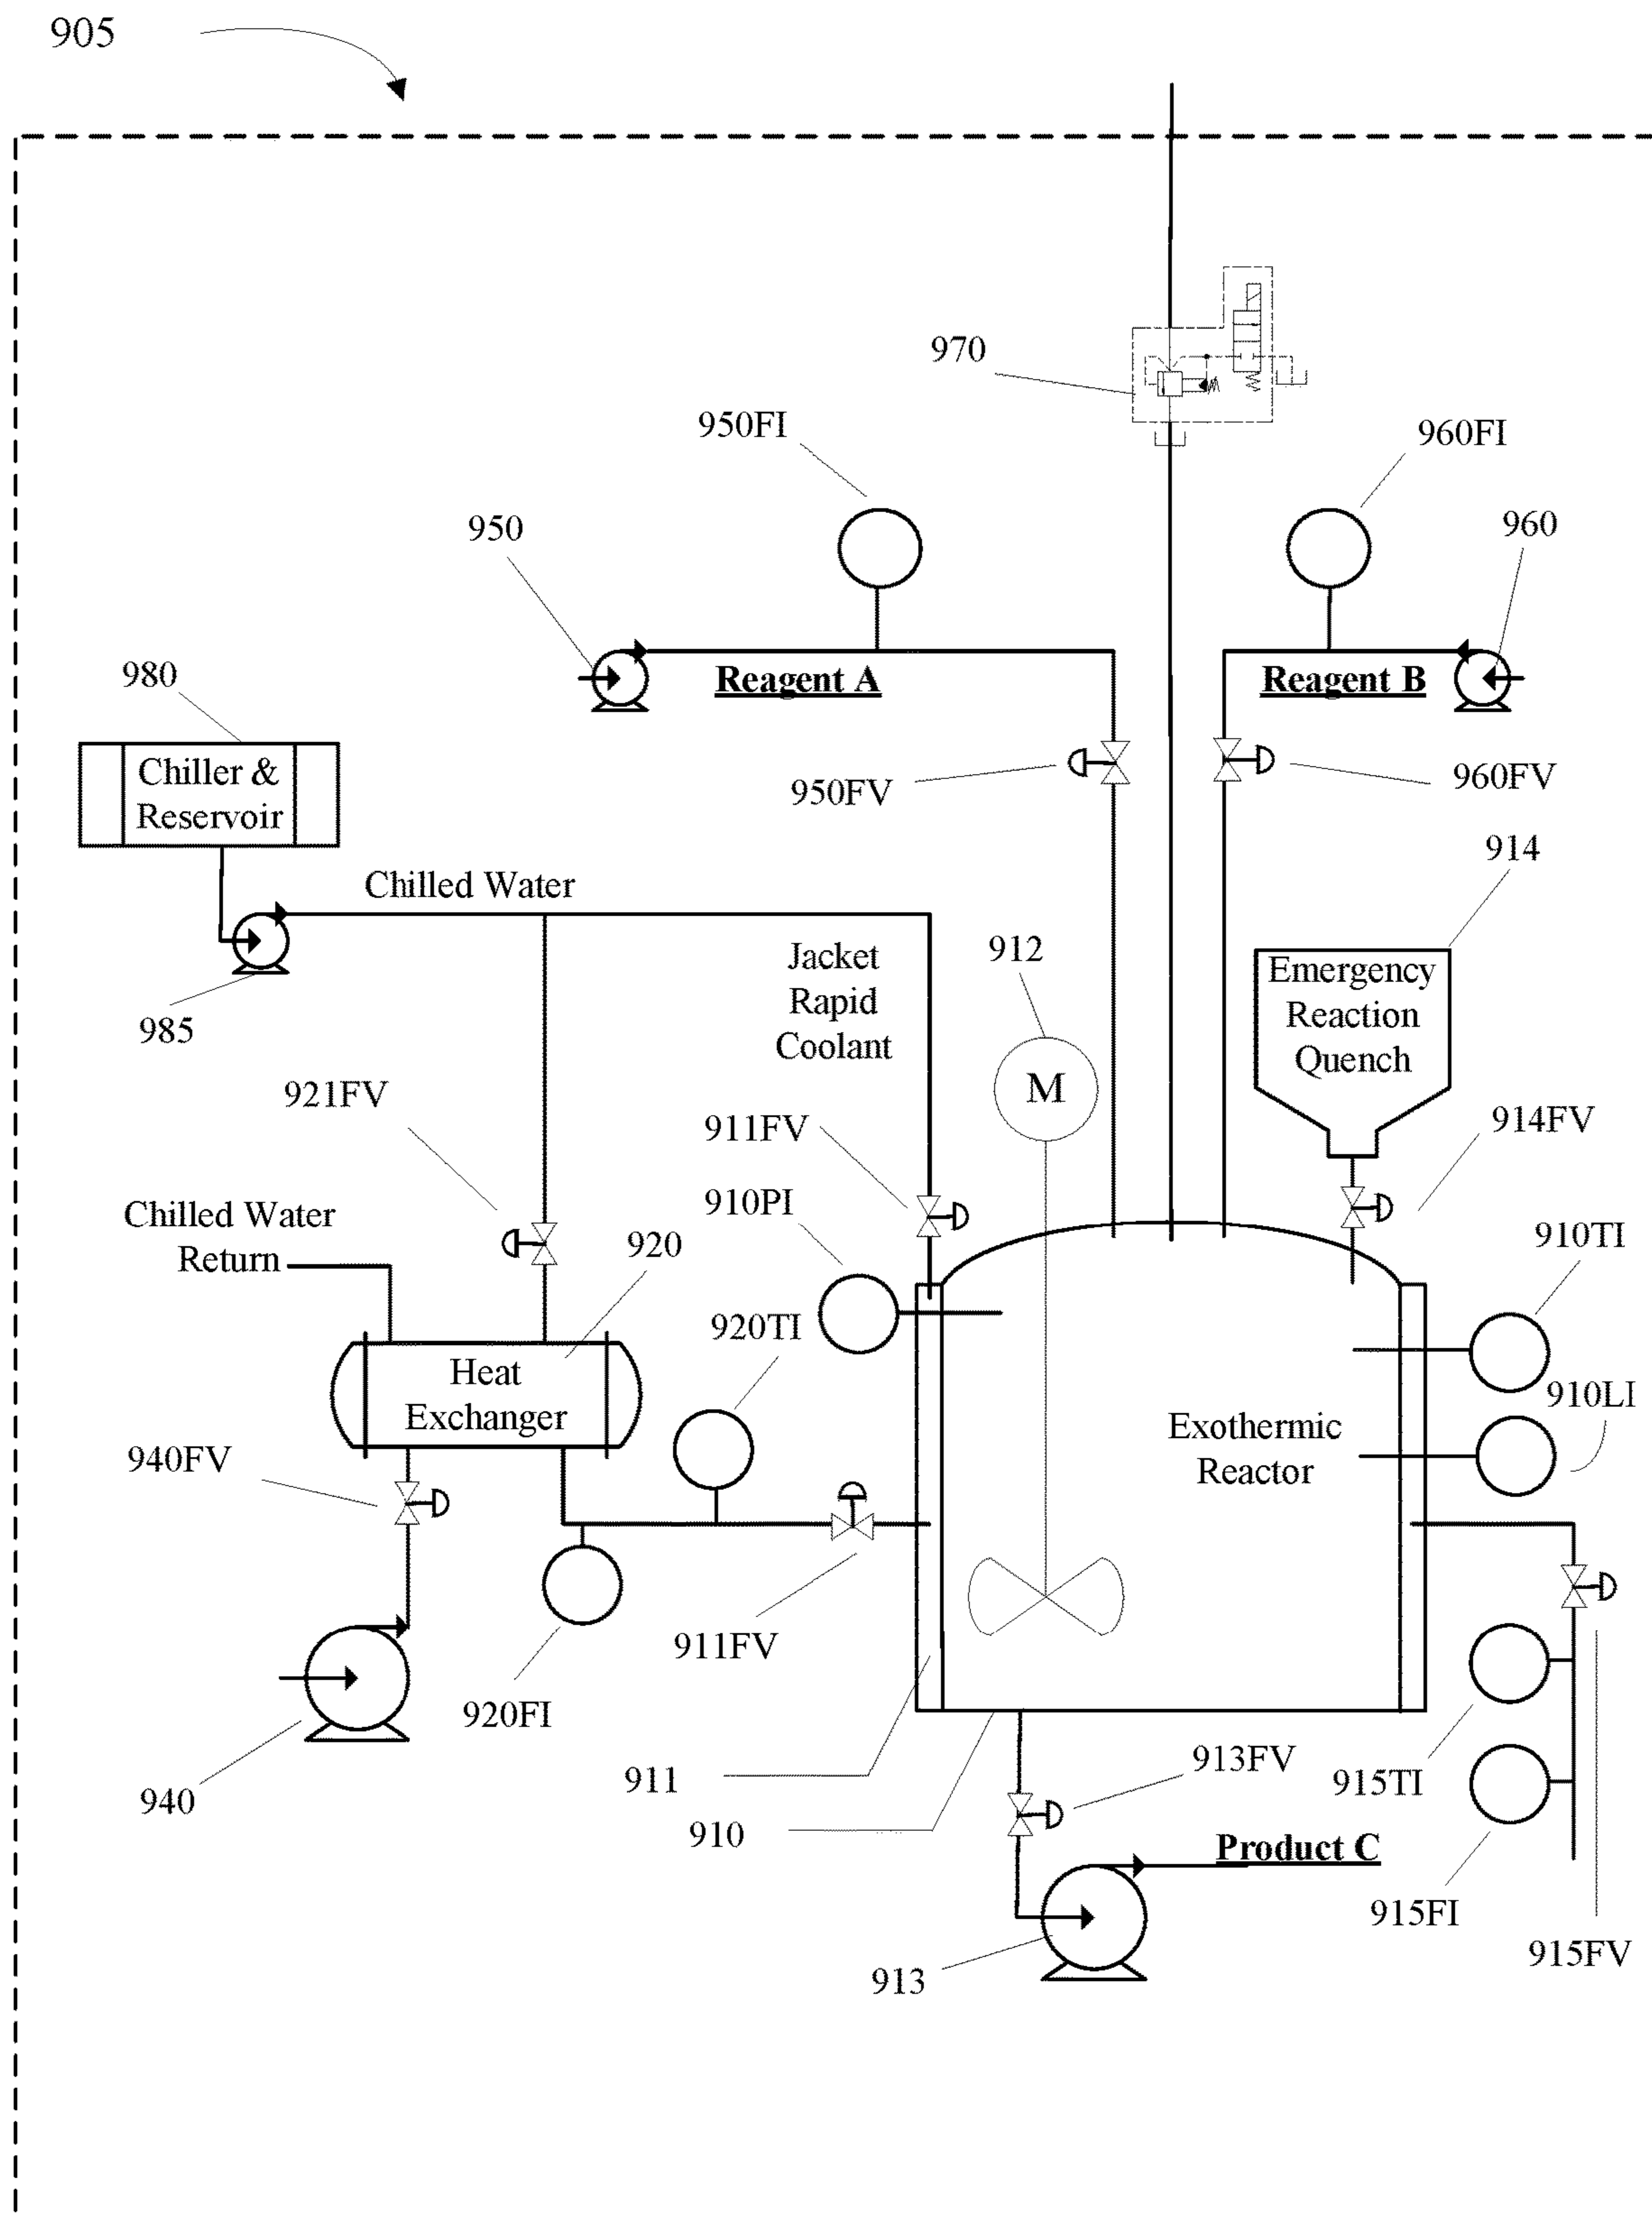 905
970
950FI
960FI
950
960
980
Reagent A
Reagent B
Chiller &
Reservoir
950FV
960FV
914
Chilled Water
912
Jacket
Rapid
Coolant
Emergency
Reaction
Quench
985
M
921FV
911FV
914FV
910PI
Chilled Water
Return
920
910TI
920TI
Heat
Exchanger
910LI
Exothermic
Reactor
940FV
911FV
920FI
911
913FV
915TI
940
910
Product C
915FI
915FV
913